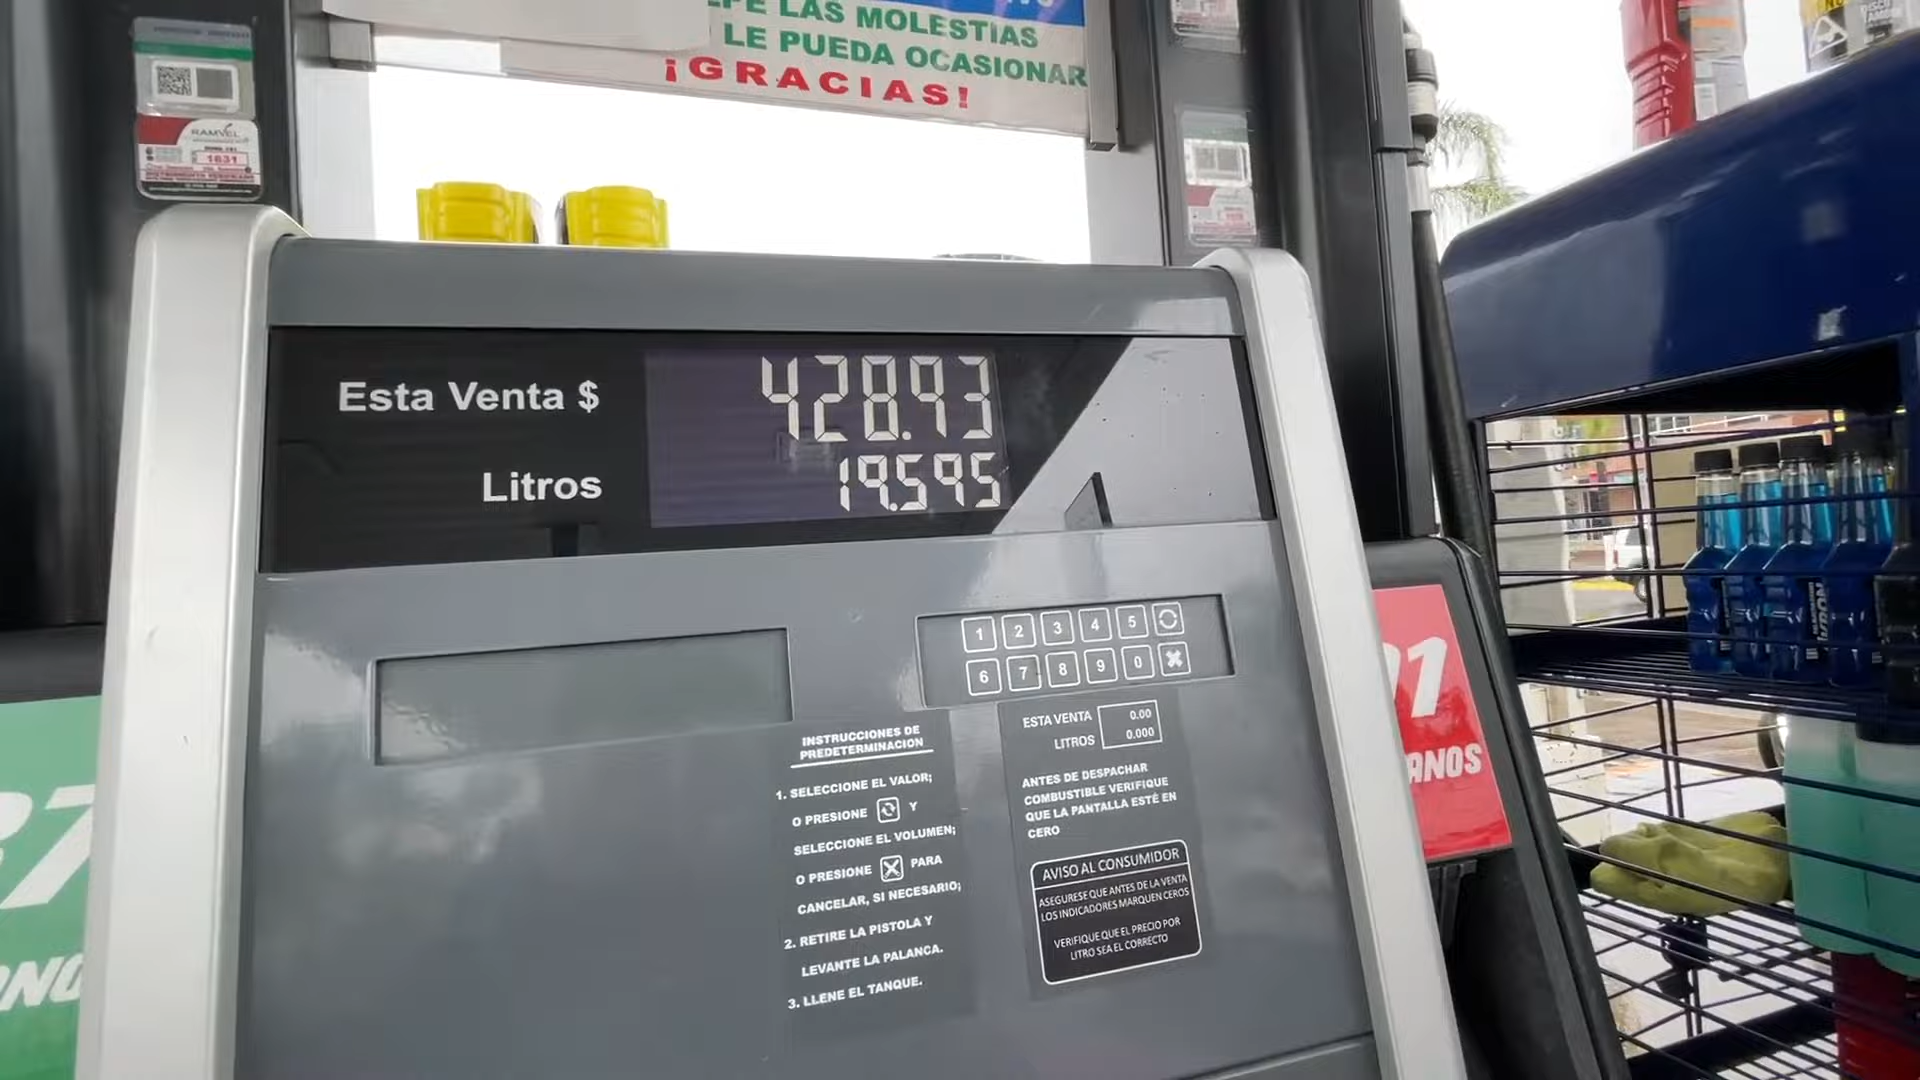 LAS MOLESTIAS
LE PUEDA OCASIONAR
¡GRACIAS!
RAMVEL
1631
Esta Venta $ 428.93
Litros 19.595
1 2 3 4 5
6 7 8 9 0
INSTRUCCIONES DE
PREDETERMINACION
1. SELECCIONE EL VALOR;
O PRESIONE Y
SELECCIONE EL VOLUMEN;
O PRESIONE PARA
CANCELAR, SI NECESARIO;
2. RETIRE LA PISTOLA Y
LEVANTE LA PALANCA.
3. LLENE EL TANQUE.
ESTA VENTA 0.00
LITROS 0.000
ANTES DE DESPACHAR
COMBUSTIBLE VERIFIQUE
QUE LA PANTALLA ESTÉ EN
CERO
AVISO AL CONSUMIDOR
ASEGURESE QUE ANTES DE LA VENTA
LOS INDICADORES MARQUEN CEROS
VERIFIQUE QUE EL PRECIO POR
LITRO SEA EL CORRECTO
91
ANOS
87
ANO